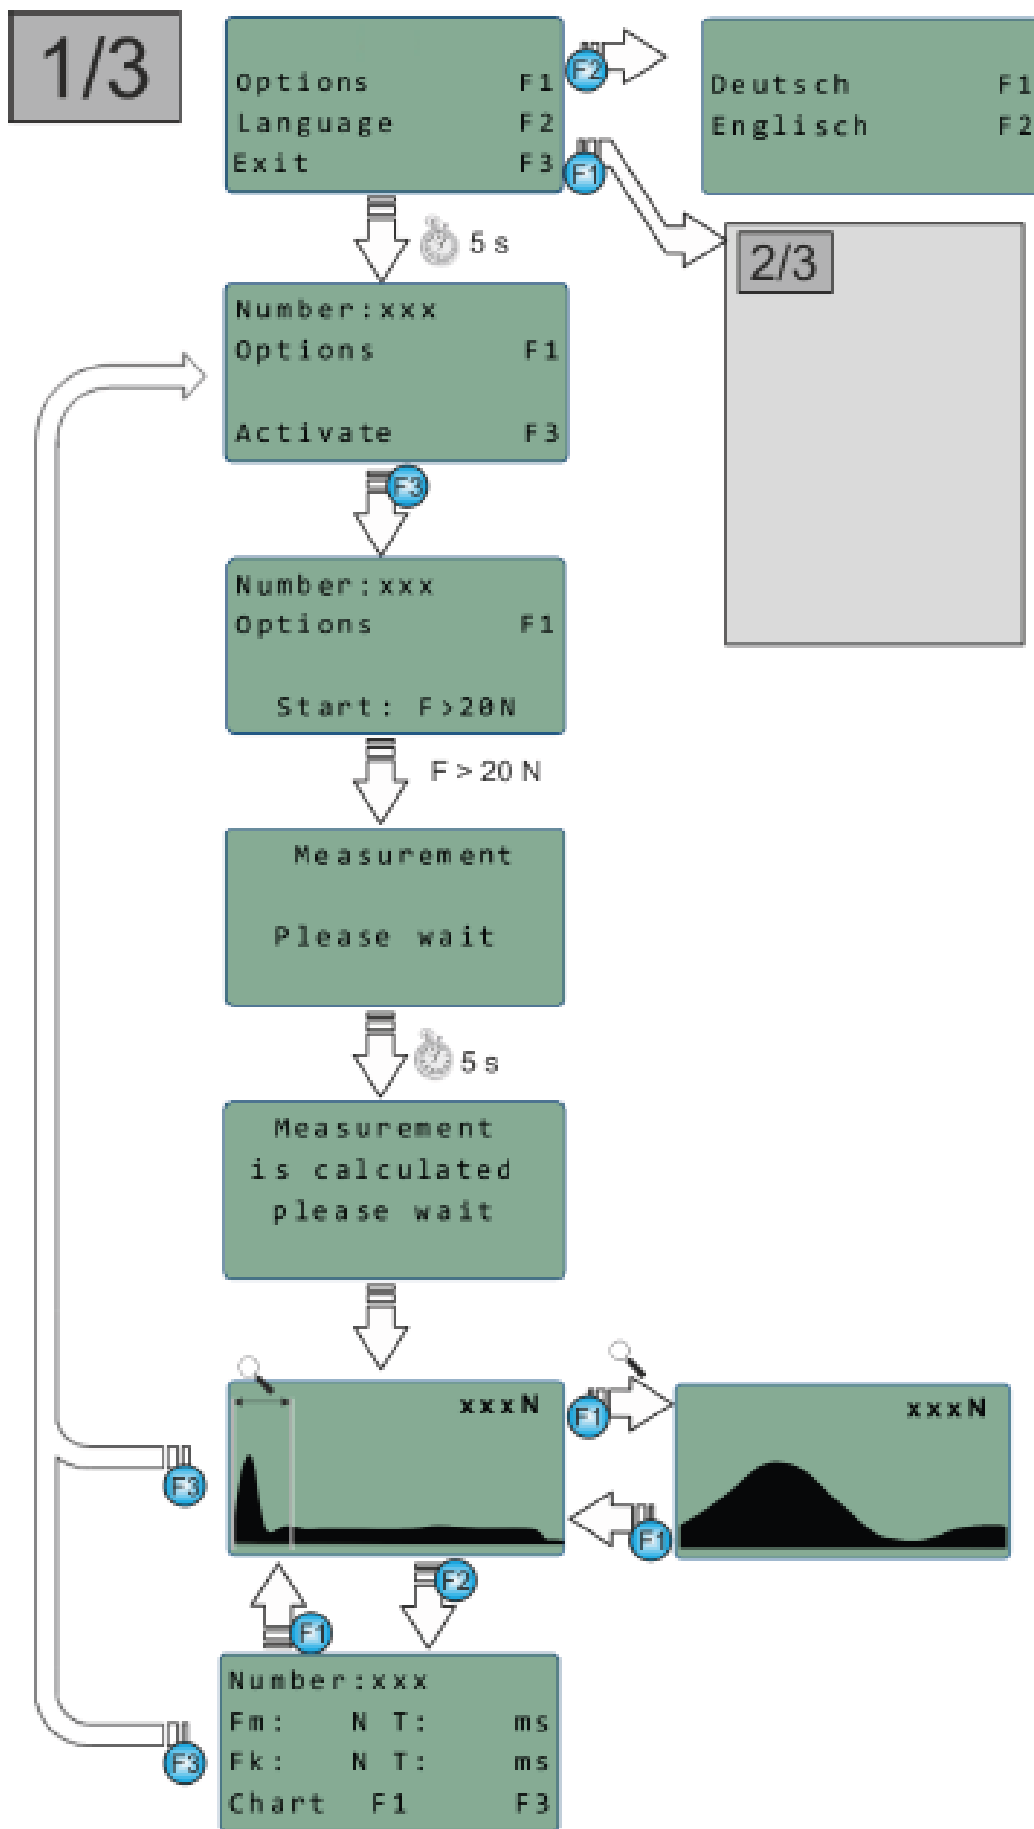 1/3
Options F1
Language F2
Exit F3
F2
Deutsch F1
Englisch F2
F1
5 s
2/3
Number:xxx
Options F1
Activate F3
F3
Number:xxx
Options F1
Start: F>20N
F > 20 N
Measurement
Please wait
5 s
Measurement
is calculated
please wait
xxxN
F1
xxxN
F3
F1
F2
F1
Number:xxx
Fm: N T: ms
Fk: N T: ms
Chart F1 F3
F3